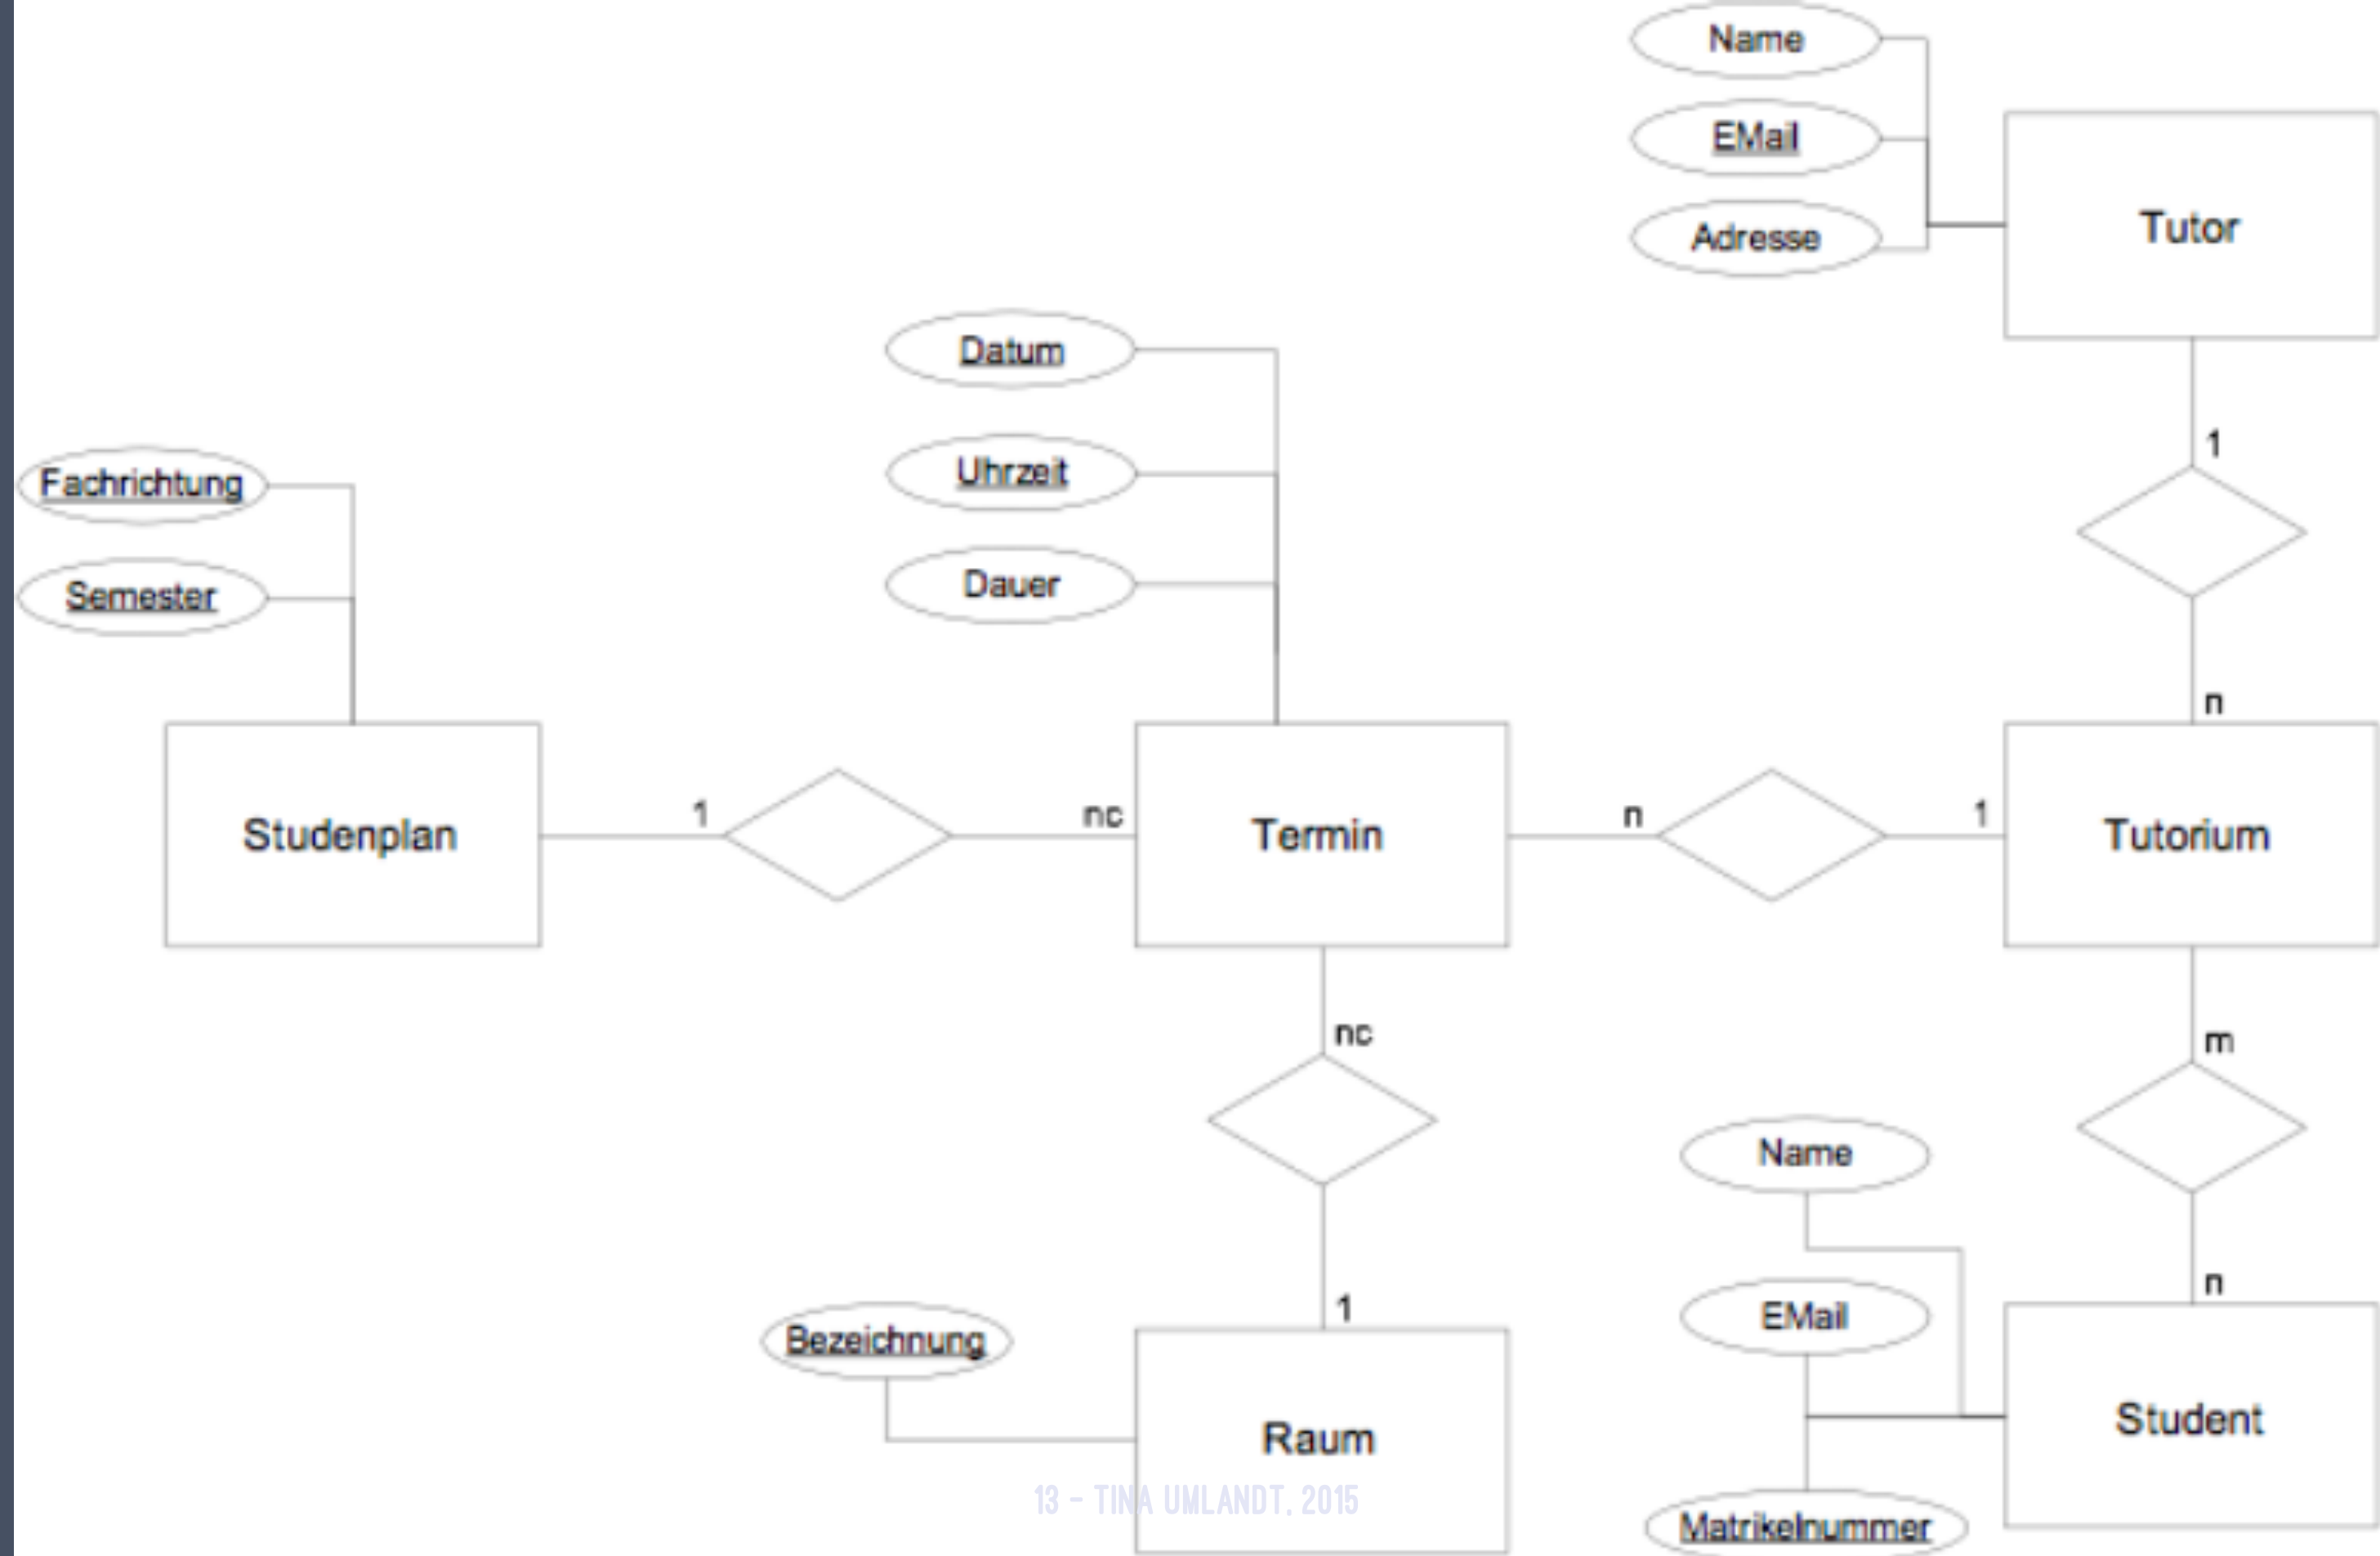 Name
EMail
Adresse
Tutor
Datum
Uhrzeit
Dauer
Fachrichtung
Semester
1
n
Studenplan
1
nc
Termin
n
1
Tutorium
nc
m
Name
EMail
Matrikelnummer
n
Student
Bezeichnung
1
Raum
13 - TINA UMLANDT, 2015